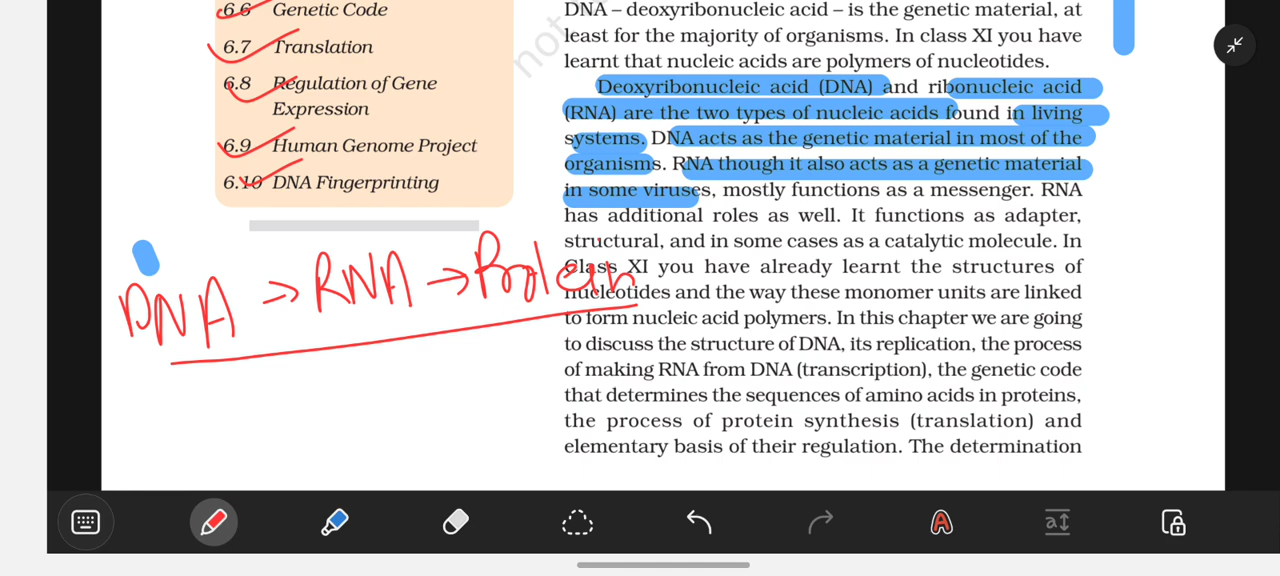 6.6 Genetic Code
6.7 Translation
6.8 Regulation of Gene
Expression
6.9 Human Genome Project
6.10 DNA Fingerprinting
DNA ⇒ RNA → Protein
not
DNA – deoxyribonucleic acid – is the genetic material, at
least for the majority of organisms. In class XI you have
learnt that nucleic acids are polymers of nucleotides.
Deoxyribonucleic acid (DNA) and ribonucleic acid
(RNA) are the two types of nucleic acids found in living
systems. DNA acts as the genetic material in most of the
organisms. RNA though it also acts as a genetic material
in some viruses, mostly functions as a messenger. RNA
has additional roles as well. It functions as adapter,
structural, and in some cases as a catalytic molecule. In
Class XI you have already learnt the structures of
nucleotides and the way these monomer units are linked
to form nucleic acid polymers. In this chapter we are going
to discuss the structure of DNA, its replication, the process
of making RNA from DNA (transcription), the genetic code
that determines the sequences of amino acids in proteins,
the process of protein synthesis (translation) and
elementary basis of their regulation. The determination
A
aI